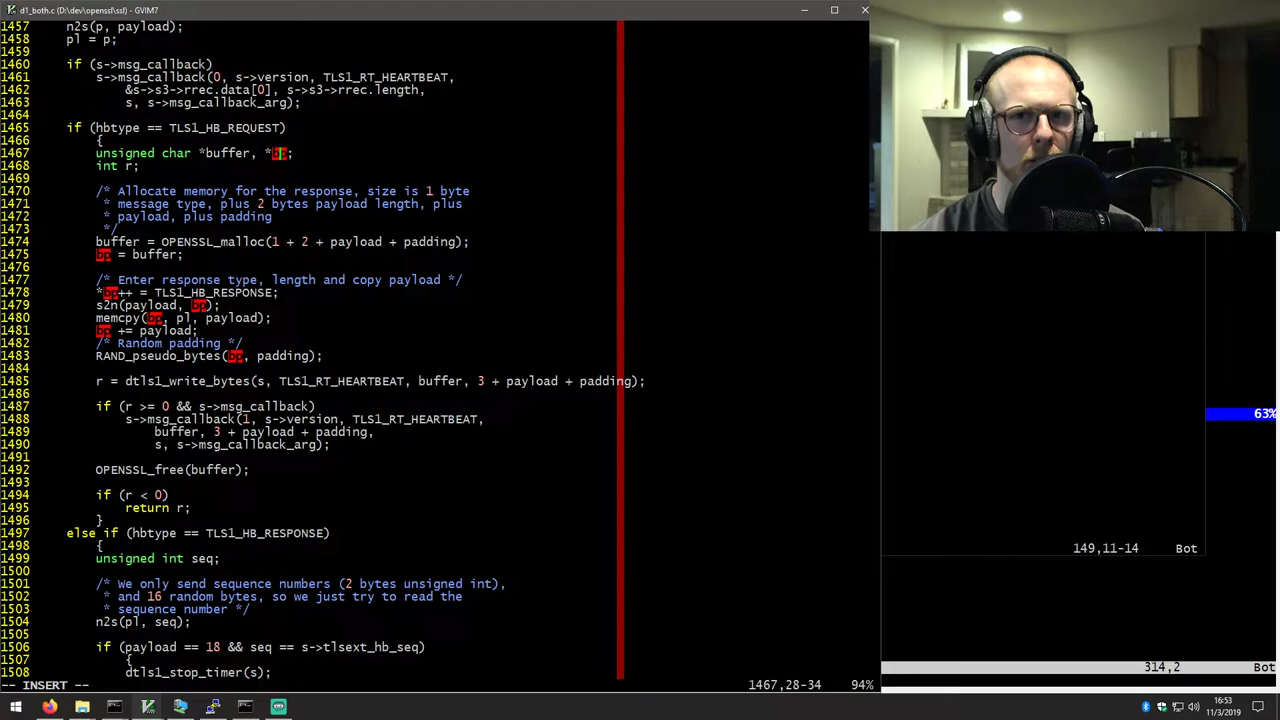 d1_both.c (D:\dev\openssl\ssl) - GVIM7
1457 n2s(p, payload);
1458 pl = p;
1459
1460 if (s->msg_callback)
1461 s->msg_callback(0, s->version, TLS1_RT_HEARTBEAT,
1462 &s->s3->rrec.data[0], s->s3->rrec.length,
1463 s, s->msg_callback_arg);
1464
1465 if (hbtype == TLS1_HB_REQUEST)
1466 {
1467 unsigned char *buffer, *bp;
1468 int r;
1469
1470 /* Allocate memory for the response, size is 1 byte
1471 * message type, plus 2 bytes payload length, plus
1472 * payload, plus padding
1473 */
1474 buffer = OPENSSL_malloc(1 + 2 + payload + padding);
1475 bp = buffer;
1476
1477 /* Enter response type, length and copy payload */
1478 *bp++ = TLS1_HB_RESPONSE;
1479 s2n(payload, bp);
1480 memcpy(bp, pl, payload);
1481 bp += payload;
1482 /* Random padding */
1483 RAND_pseudo_bytes(bp, padding);
1484
1485 r = dtls1_write_bytes(s, TLS1_RT_HEARTBEAT, buffer, 3 + payload + padding);
1486
1487 if (r >= 0 && s->msg_callback)
1488 s->msg_callback(1, s->version, TLS1_RT_HEARTBEAT,
1489 buffer, 3 + payload + padding,
1490 s, s->msg_callback_arg);
1491
1492 OPENSSL_free(buffer);
1493
1494 if (r < 0)
1495 return r;
1496 }
1497 else if (hbtype == TLS1_HB_RESPONSE)
1498 {
1499 unsigned int seq;
1500
1501 /* We only send sequence numbers (2 bytes unsigned int),
1502 * and 16 random bytes, so we just try to read the
1503 * sequence number */
1504 n2s(pl, seq);
1505
1506 if (payload == 18 && seq == s->tlsext_hb_seq)
1507 {
1508 dtls1_stop_timer(s);
-- INSERT -- 1467,28-34 94%
63%
149,11-14 Bot
314,2 Bot
16:53
11/3/2019